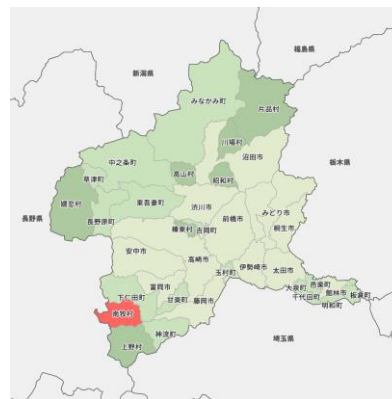 福島県
新潟県
みなかみ町
片品村
川場村
沼田市
栃木県
中之条町
草津町
高山村
昭和村
嬬恋村
長野原町
東吾妻町
渋川市
みどり市
長野県
前橋市
桐生市
榛東村
吉岡町
安中市
高崎市
伊勢崎市
太田市
玉村町
大泉町
邑楽町
館林市
板倉町
千代田町
明和町
下仁田町
富岡市
甘楽町
藤岡市
南牧村
神流町
上野村
埼玉県